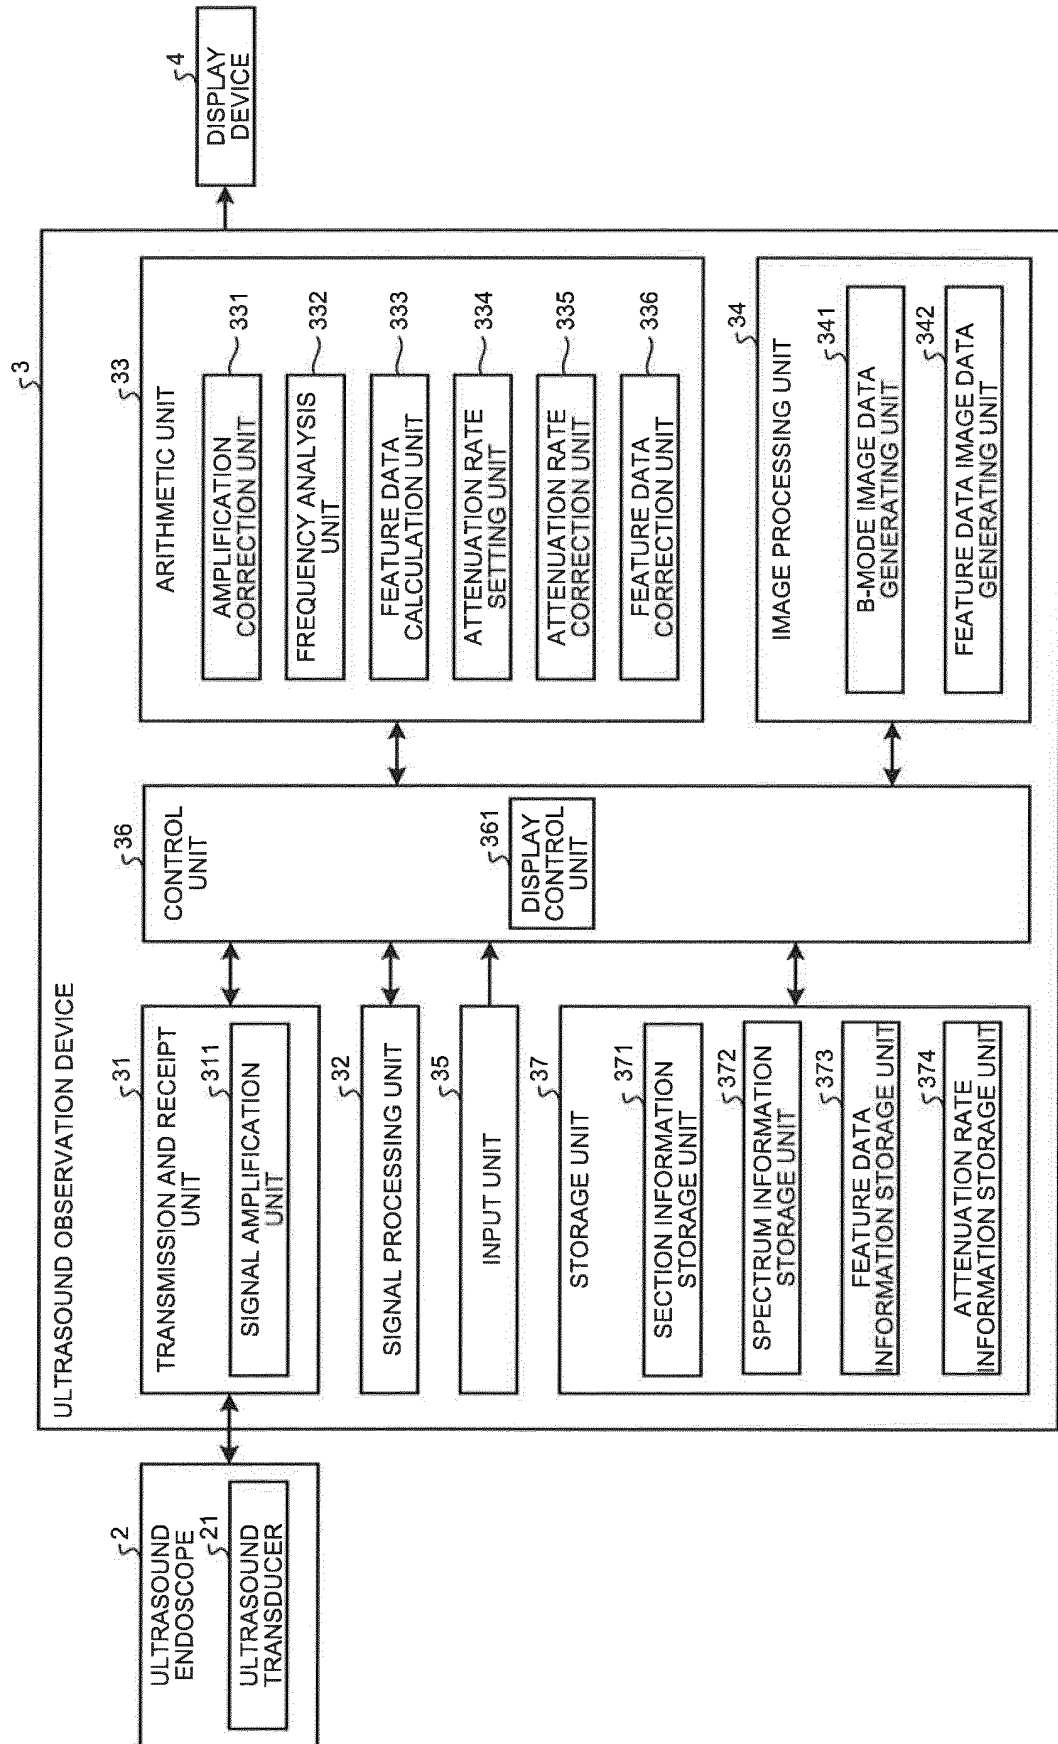 2
ULTRASOUND
ENDOSCOPE
21
ULTRASOUND
TRANSDUCER
3
ULTRASOUND OBSERVATION DEVICE
31
TRANSMISSION AND RECEIPT
UNIT
311
SIGNAL AMPLIFICATION
UNIT
32
SIGNAL PROCESSING UNIT
35
INPUT UNIT
37
STORAGE UNIT
371
SECTION INFORMATION
STORAGE UNIT
372
SPECTRUM INFORMATION
STORAGE UNIT
373
FEATURE DATA
INFORMATION STORAGE UNIT
374
ATTENUATION RATE
INFORMATION STORAGE UNIT
36
CONTROL
UNIT
361
DISPLAY
CONTROL
UNIT
33
ARITHMETIC UNIT
AMPLIFICATION
CORRECTION UNIT
331
FREQUENCY ANALYSIS
UNIT
332
FEATURE DATA
CALCULATION UNIT
333
ATTENUATION RATE
SETTING UNIT
334
ATTENUATION RATE
CORRECTION UNIT
335
FEATURE DATA
CORRECTION UNIT
336
34
IMAGE PROCESSING UNIT
341
B-MODE IMAGE DATA
GENERATING UNIT
342
FEATURE DATA IMAGE DATA
GENERATING UNIT
4
DISPLAY
DEVICE